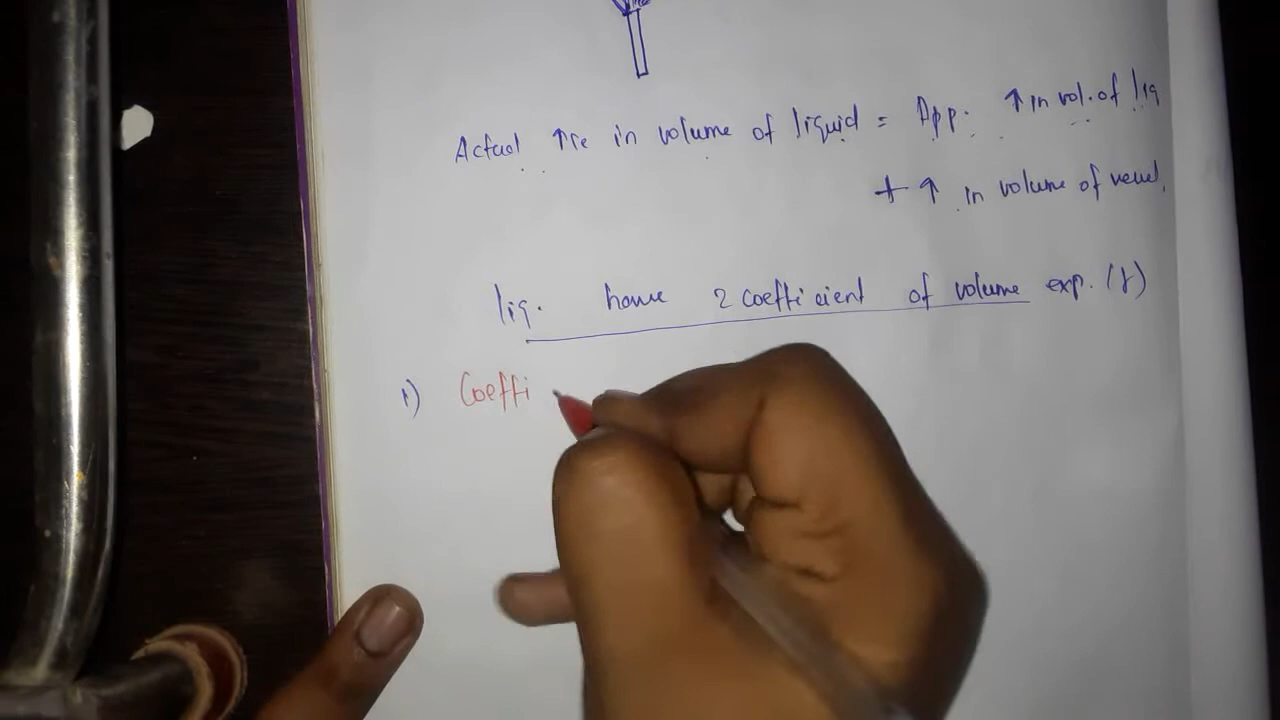 Actual ↑se in volume of liquid = App. ↑ in vol. of liq
+ ↑ in volume of vessel.
liq. have 2 coefficient of volume exp. (γ)
1) Coeffi